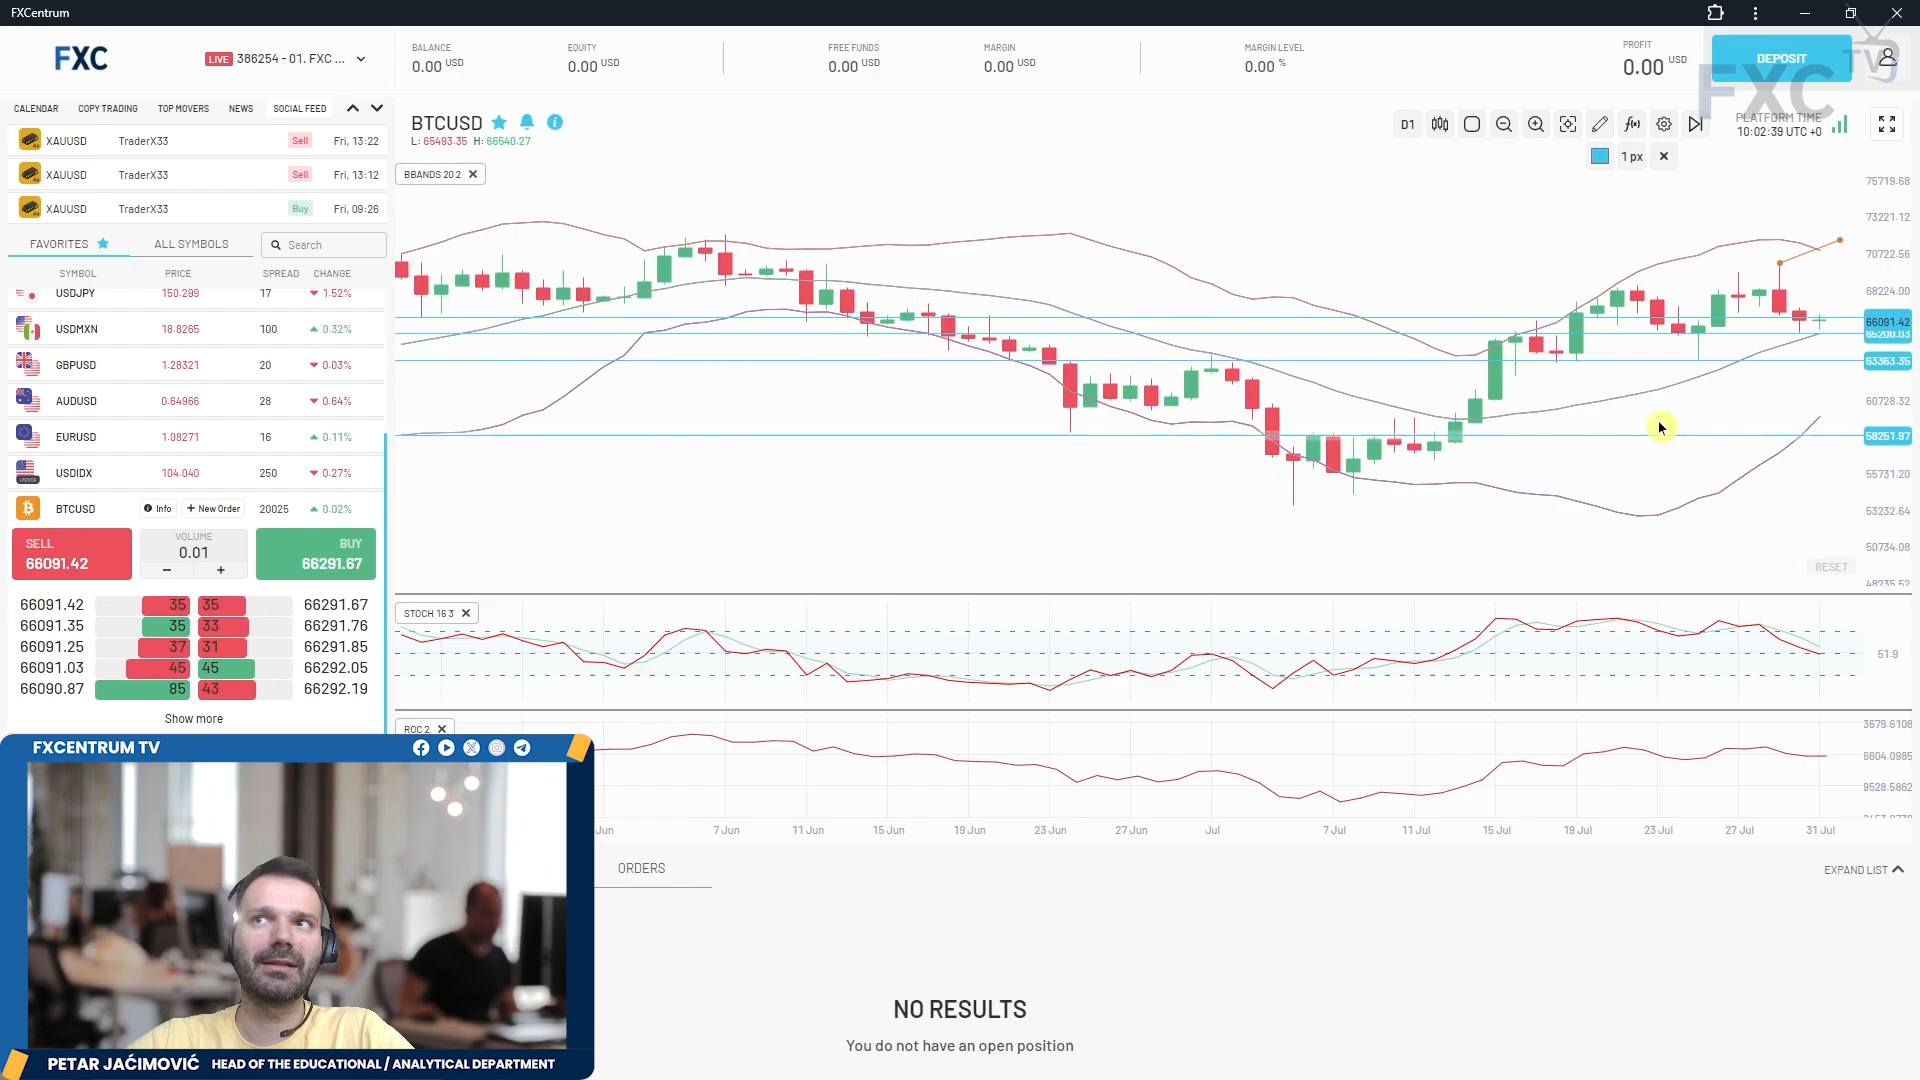 FXCentrum
FXC
LIVE 386254 - 01. FXC ...
BALANCE
0.00 USD
EQUITY
0.00 USD
FREE FUNDS
0.00 USD
MARGIN
0.00 USD
MARGIN LEVEL
0.00 %
PROFIT
0.00 USD
DEPOSIT
FXC TV
CALENDAR COPY TRADING TOP MOVERS NEWS SOCIAL FEED
XAUUSD TraderX33 Sell Fri, 13:22
XAUUSD TraderX33 Sell Fri, 13:12
XAUUSD TraderX33 Buy Fri, 09:26
FAVORITES ALL SYMBOLS Search
SYMBOL PRICE SPREAD CHANGE
USDJPY 150.299 17 1.52%
USDMXN 18.8265 100 0.32%
GBPUSD 1.28321 20 0.03%
AUDUSD 0.64966 28 0.64%
EURUSD 1.08271 16 0.11%
USDIDX 104.040 250 0.27%
BTCUSD Info + New Order 20025 0.02%
SELL
66091.42
VOLUME
0.01
− +
BUY
66291.67
66091.42 35 35 66291.67
66091.35 35 33 66291.76
66091.25 37 31 66291.85
66091.03 45 45 66292.05
66090.87 85 43 66292.19
Show more
BTCUSD
L: 65493.35 H: 66540.27
D1
PLATFORM TIME
10:02:39 UTC +0
1 px
BBANDS 20 2
75719.68
73221.12
70722.56
68224.00
66091.42
65200.03
63363.35
60728.32
58251.97
55731.20
53232.64
50734.08
48235.52
RESET
STOCH 16 3
51.9
ROC 2
3679.6108
6604.0985
9528.5862
Jun 7 Jun 11 Jun 15 Jun 19 Jun 23 Jun 27 Jun Jul 7 Jul 11 Jul 15 Jul 19 Jul 23 Jul 27 Jul 31 Jul
ORDERS
EXPAND LIST
NO RESULTS
You do not have an open position
FXCENTRUM TV
PETAR JAĆIMOVIĆ HEAD OF THE EDUCATIONAL / ANALYTICAL DEPARTMENT